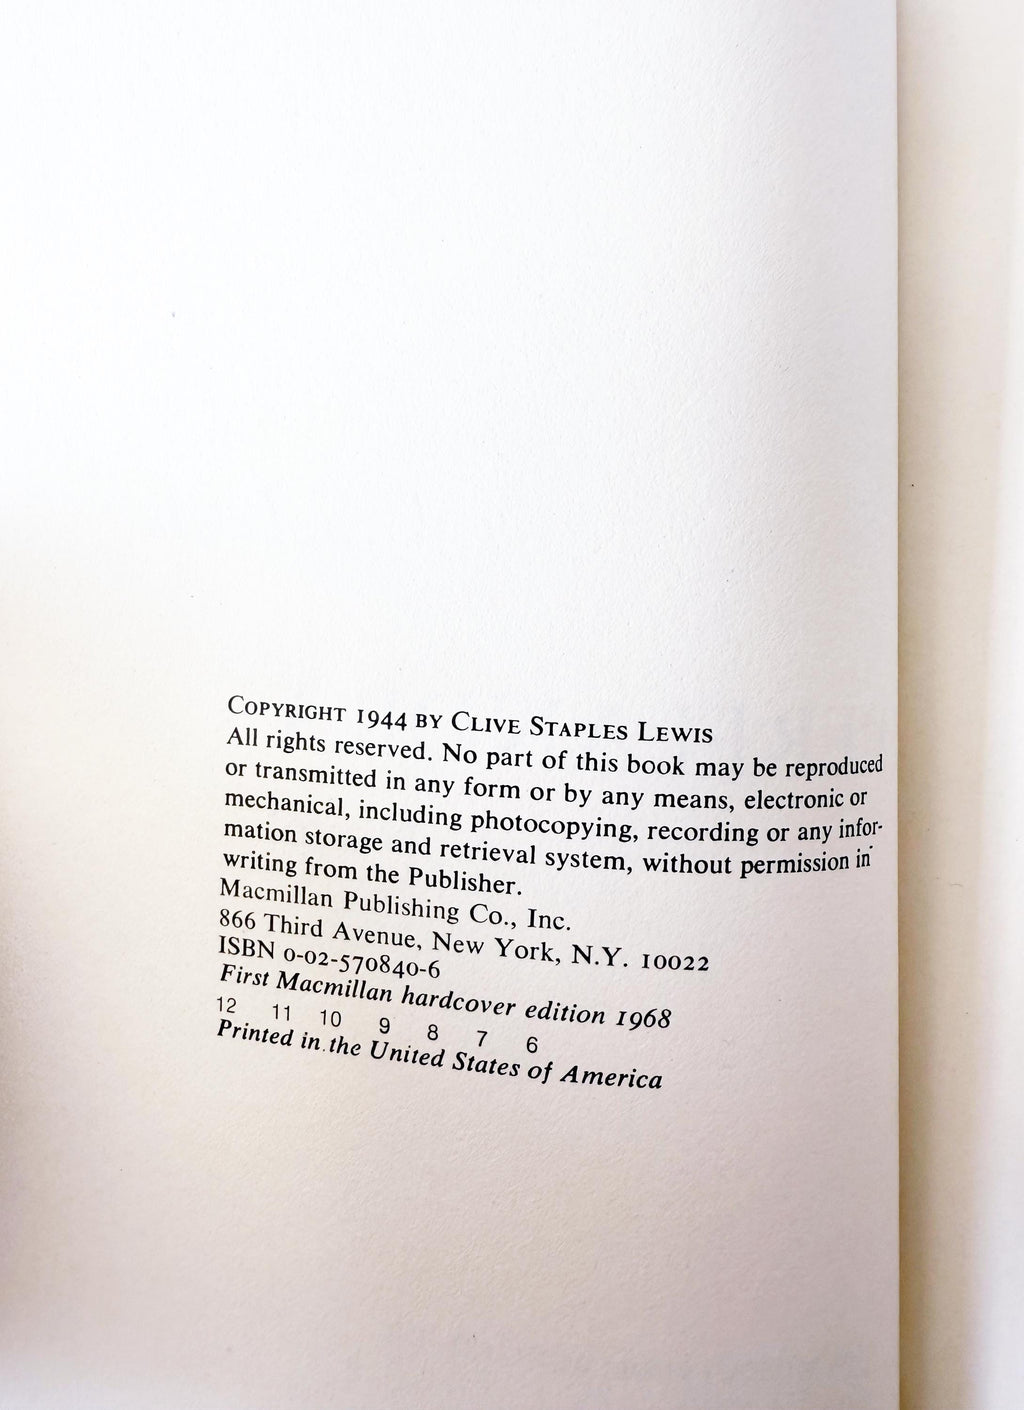 COPYRIGHT 1944 BY CLIVE STAPLES LEWIS
All rights reserved. No part of this book may be reproduced
or transmitted in any form or by any means, electronic or
mechanical, including photocopying, recording or any infor-
mation storage and retrieval system, without permission in
writing from the Publisher.
Macmillan Publishing Co., Inc.
866 Third Avenue, New York, N.Y. 10022
ISBN 0-02-570840-6
First Macmillan hardcover edition 1968
12 11 10 9 8 7 6
Printed in the United States of America